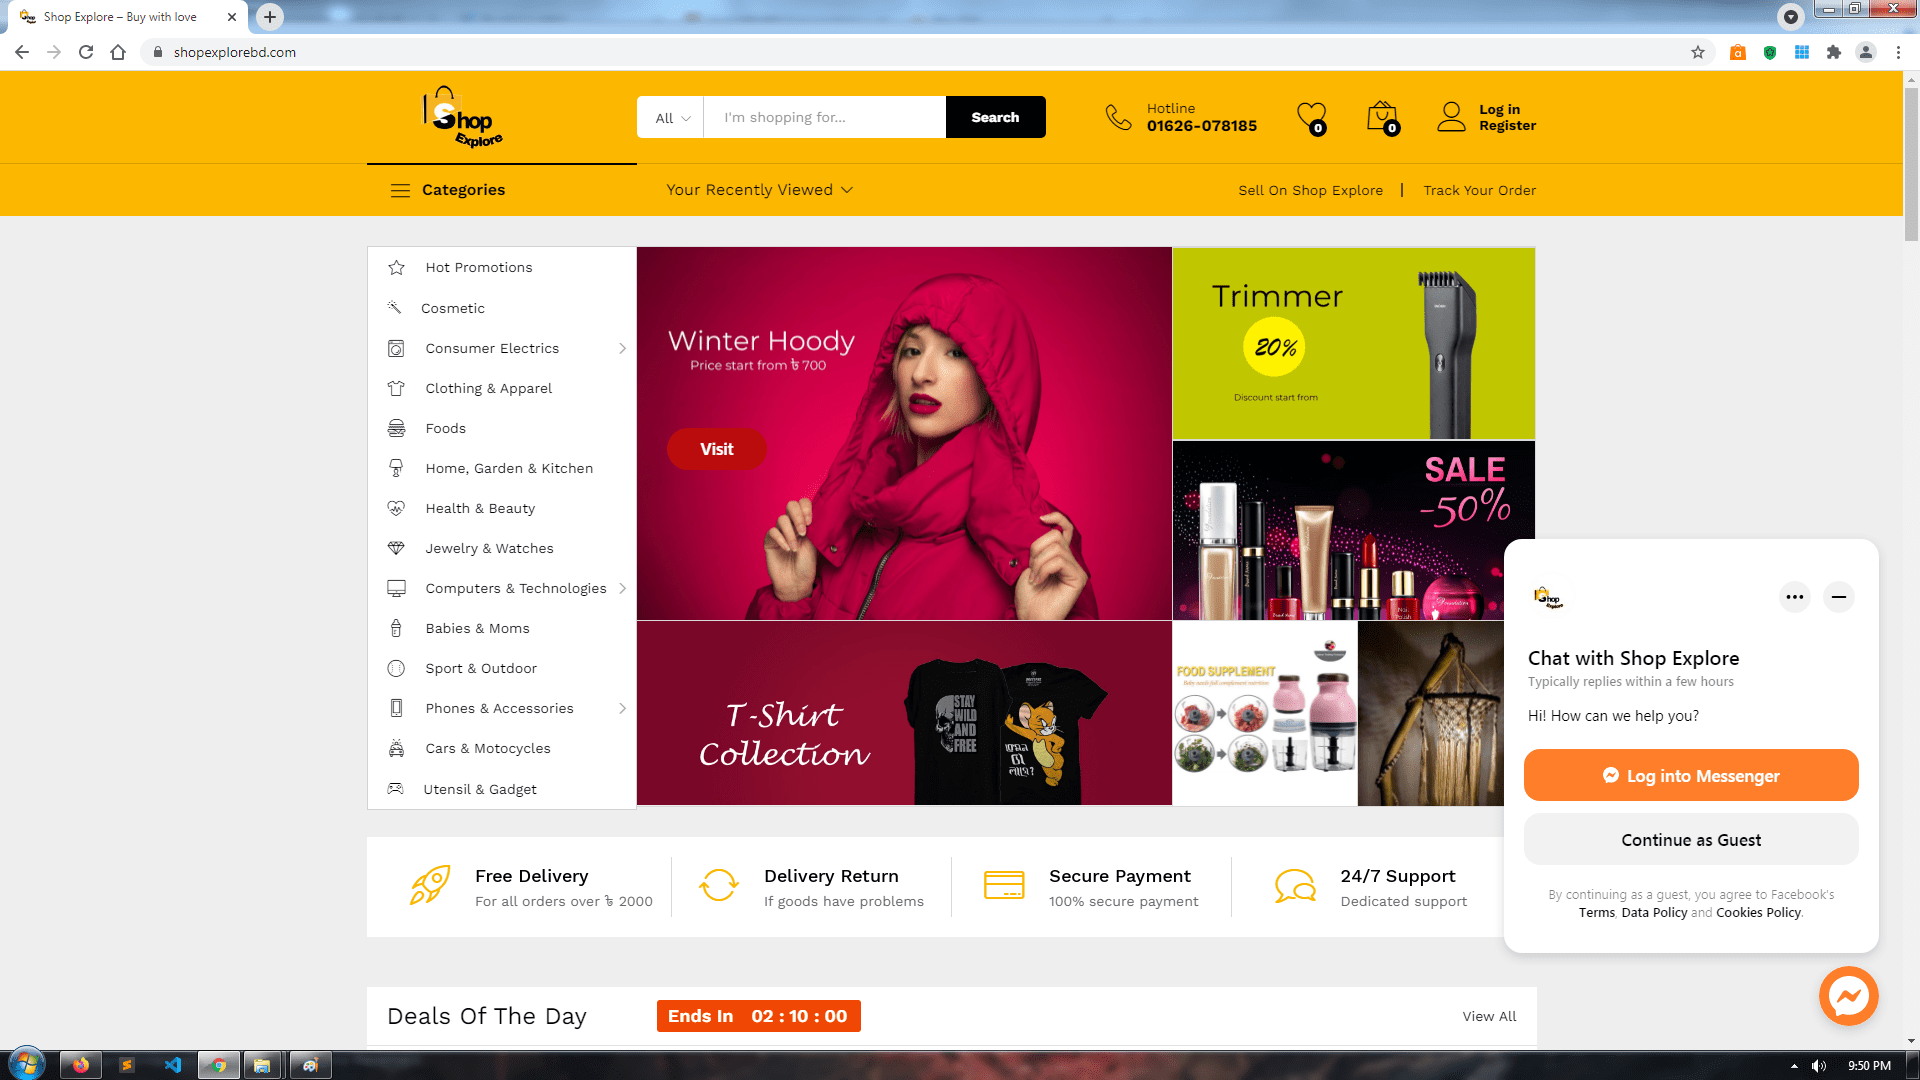 Shop Explore – Buy with love
shopexplorebd.com
Shop
Explore
All
I'm shopping for...
Search
Hotline
01626-078185
0
0
Log in
Register
Categories
Your Recently Viewed
Sell On Shop Explore
Track Your Order
Hot Promotions
Cosmetic
Consumer Electrics
Clothing & Apparel
Foods
Home, Garden & Kitchen
Health & Beauty
Jewelry & Watches
Computers & Technologies
Babies & Moms
Sport & Outdoor
Phones & Accessories
Cars & Motocycles
Utensil & Gadget
Winter Hoody
Price start from ৳ 700
Visit
Trimmer
20%
Discount start from
SALE
-50%
T-Shirt
Collection
STAY
WILD
AND
FREE
FOOD SUPPLEMENT
Shop
Explore
Chat with Shop Explore
Typically replies within a few hours
Hi! How can we help you?
Log into Messenger
Continue as Guest
By continuing as a guest, you agree to Facebook's
Terms, Data Policy and Cookies Policy.
Free Delivery
For all orders over ৳ 2000
Delivery Return
If goods have problems
Secure Payment
100% secure payment
24/7 Support
Dedicated support
Deals Of The Day
Ends In 02 : 10 : 00
View All
9:50 PM